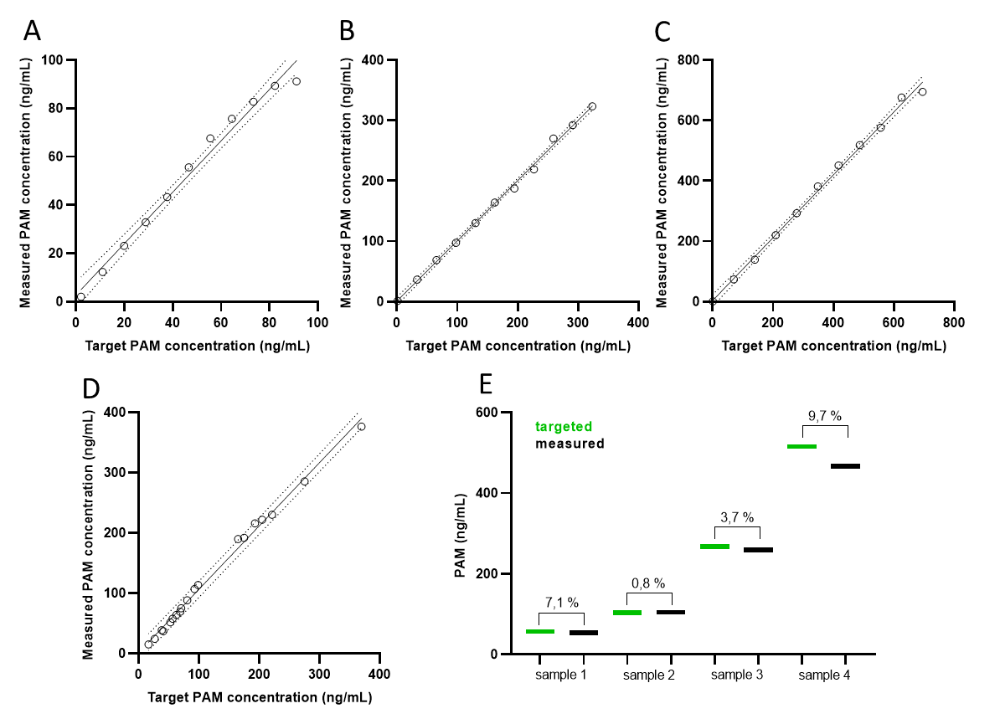 A
B
C
Measured PAM concentration (ng/mL)
100
80
60
40
20
0
0 20 40 60 80 100
Target PAM concentration (ng/mL)
Measured PAM concentration (ng/mL)
400
300
200
100
0
0 100 200 300 400
Target PAM concentration (ng/mL)
Measured PAM concentration (ng/mL)
800
600
400
200
0
0 200 400 600 800
Target PAM concentration (ng/mL)
D
E
Measured PAM concentration (ng/mL)
400
300
200
100
0
0 100 200 300 400
Target PAM concentration (ng/mL)
PAM (ng/mL)
600
400
200
0
targeted
measured
7,1 %
0,8 %
3,7 %
9,7 %
sample 1 sample 2 sample 3 sample 4